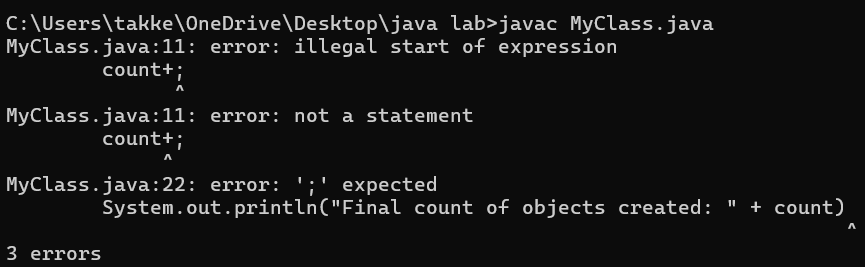 C:\Users\takke\OneDrive\Desktop\java lab>javac MyClass.java
MyClass.java:11: error: illegal start of expression
        count+;
              ^
MyClass.java:11: error: not a statement
        count+;
             ^
MyClass.java:22: error: ';' expected
        System.out.println("Final count of objects created: " + count)
                                                                      ^
3 errors